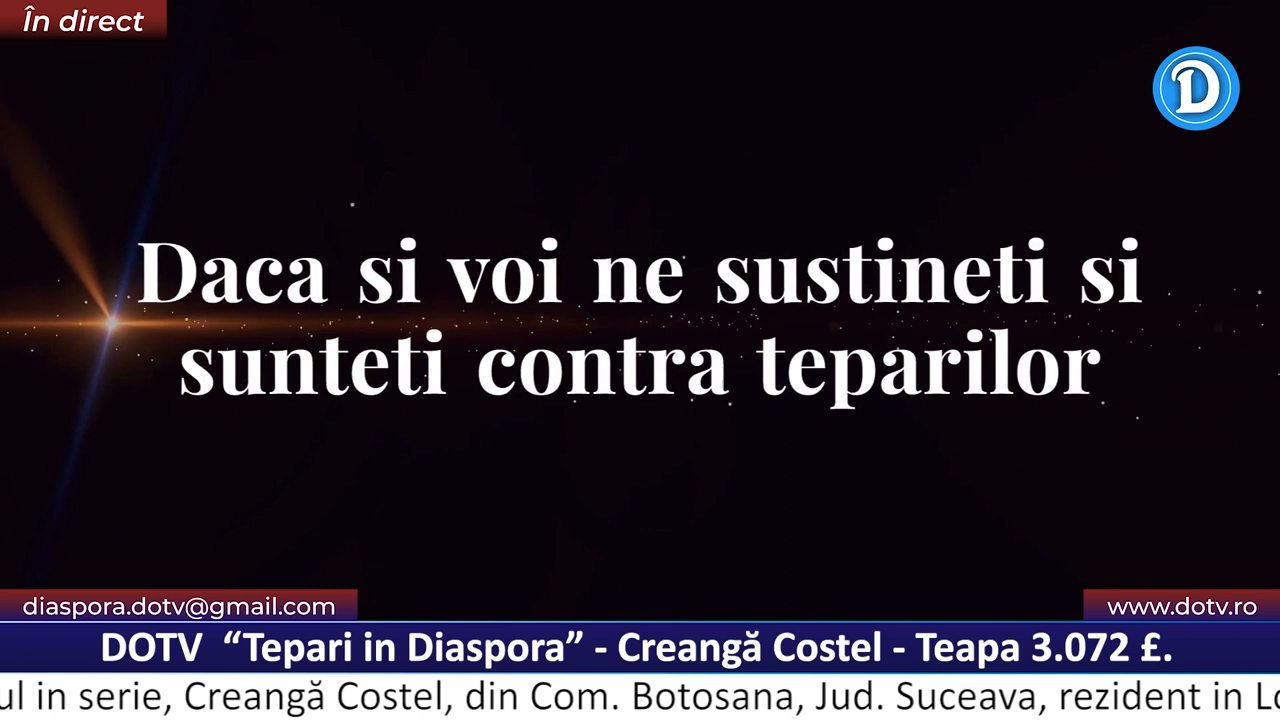 În direct
D
Daca si voi ne sustineti si
sunteti contra teparilor
diaspora.dotv@gmail.com
www.dotv.ro
DOTV “Tepari in Diaspora” - Creangă Costel - Teapa 3.072 £.
in serie, Creangă Costel, din Com. Botosana, Jud. Suceava, rezident in